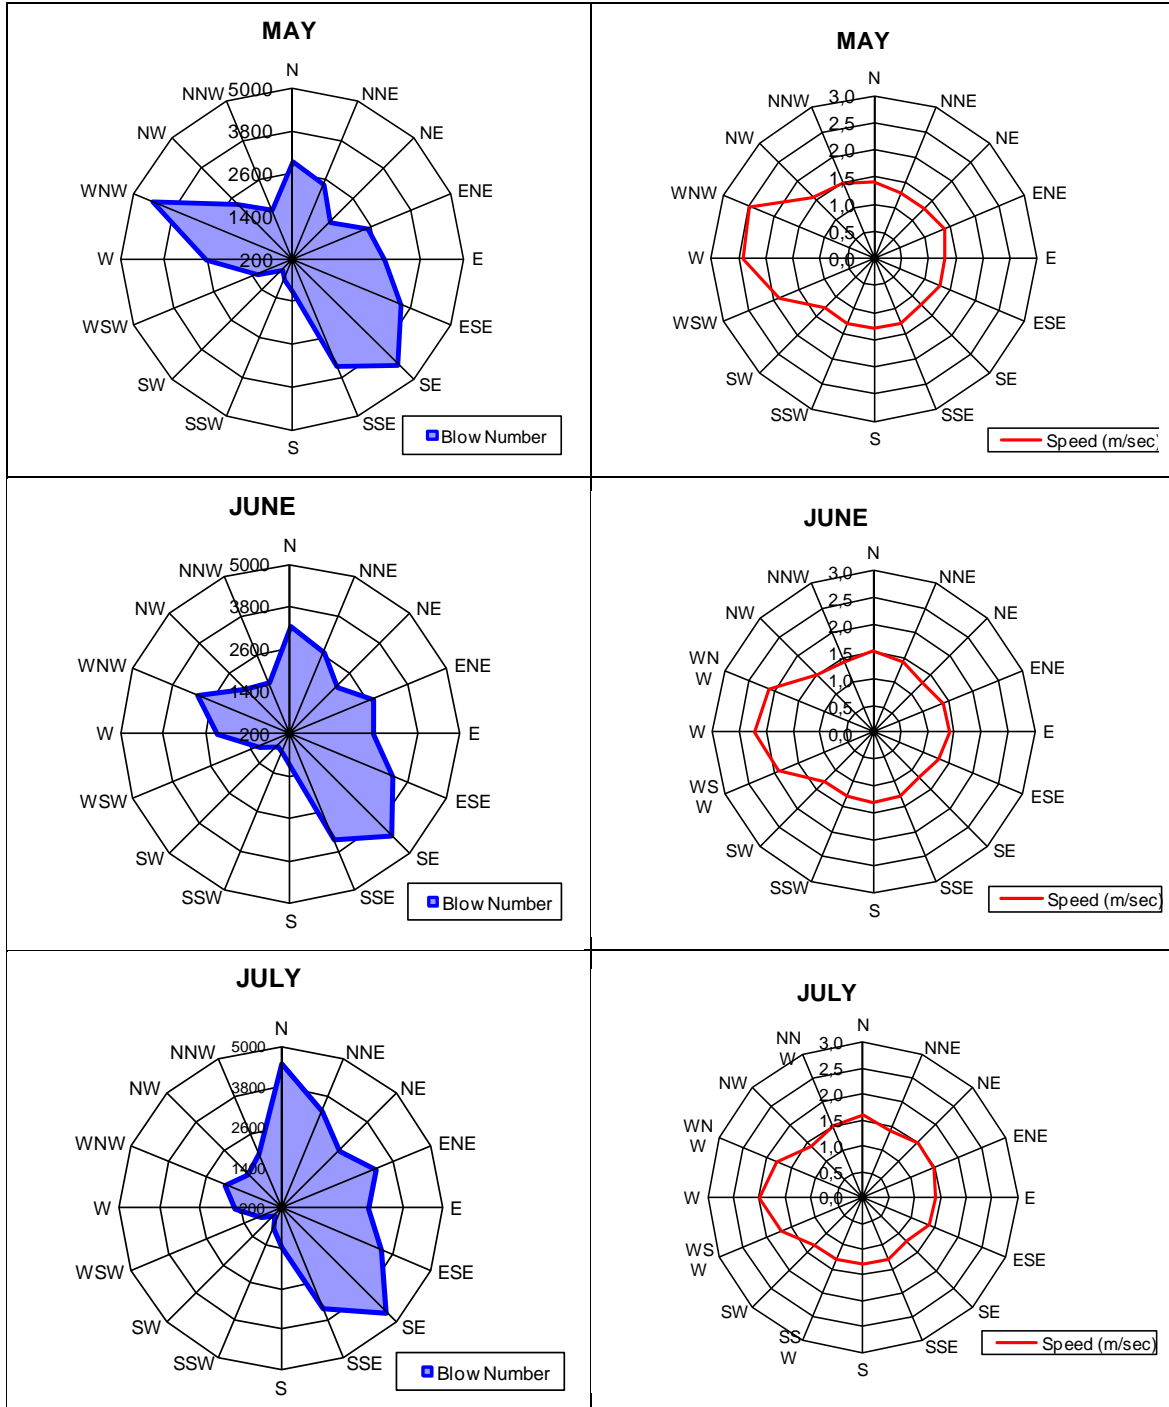 MAY
N
NNE
NE
ENE
E
ESE
SE
SSE
S
SSW
SW
WSW
W
WNW
NW
NNW
5000
3800
2600
1400
200
Blow Number
MAY
N
NNE
NE
ENE
E
ESE
SE
SSE
S
SSW
SW
WSW
W
WNW
NW
NNW
3,0
2,5
2,0
1,5
1,0
0,5
0,0
Speed (m/sec)
JUNE
N
NNE
NE
ENE
E
ESE
SE
SSE
S
SSW
SW
WSW
W
WNW
NW
NNW
5000
3800
2600
1400
200
Blow Number
JUNE
N
NNE
NE
ENE
E
ESE
SE
SSE
S
SSW
SW
WS
W
W
WN
W
NW
NNW
3,0
2,5
2,0
1,5
1,0
0,5
0,0
Speed (m/sec)
JULY
N
NNE
NE
ENE
E
ESE
SE
SSE
S
SSW
SW
WSW
W
WNW
NW
NNW
5000
3800
2600
1400
200
Blow Number
JULY
N
NNE
NE
ENE
E
ESE
SE
SSE
S
SS
W
SW
WS
W
W
WN
W
NW
NN
W
3,0
2,5
2,0
1,5
1,0
0,5
0,0
Speed (m/sec)